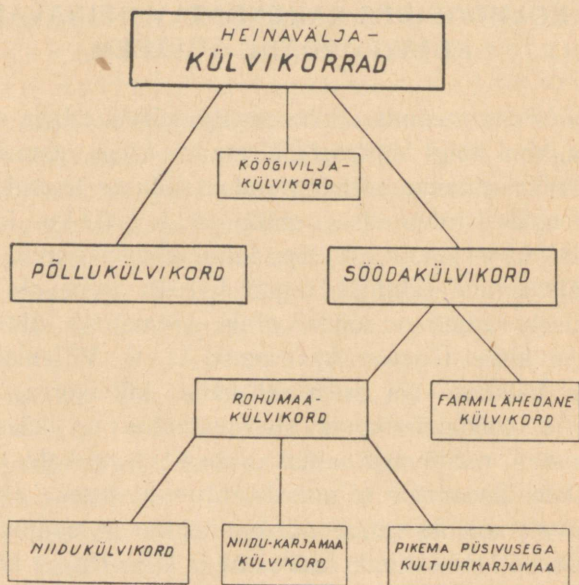 HEINAVÄLJA-
KÜLVIKORRAD
KÖÖGIVILJA-
KÜLVIKORD
PÕLLUKÜLVIKORD
SÖÖDAKÜLVIKORD
ROHUMAA-
KÜLVIKORD
FARMILÄHEDANE
KÜLVIKORD
NIIDUKÜLVIKORD
NIIDU-KARJAMAA
KÜLVIKORD
PIKEMA PÜSIVUSEGA
KULTUURKARJAMAA